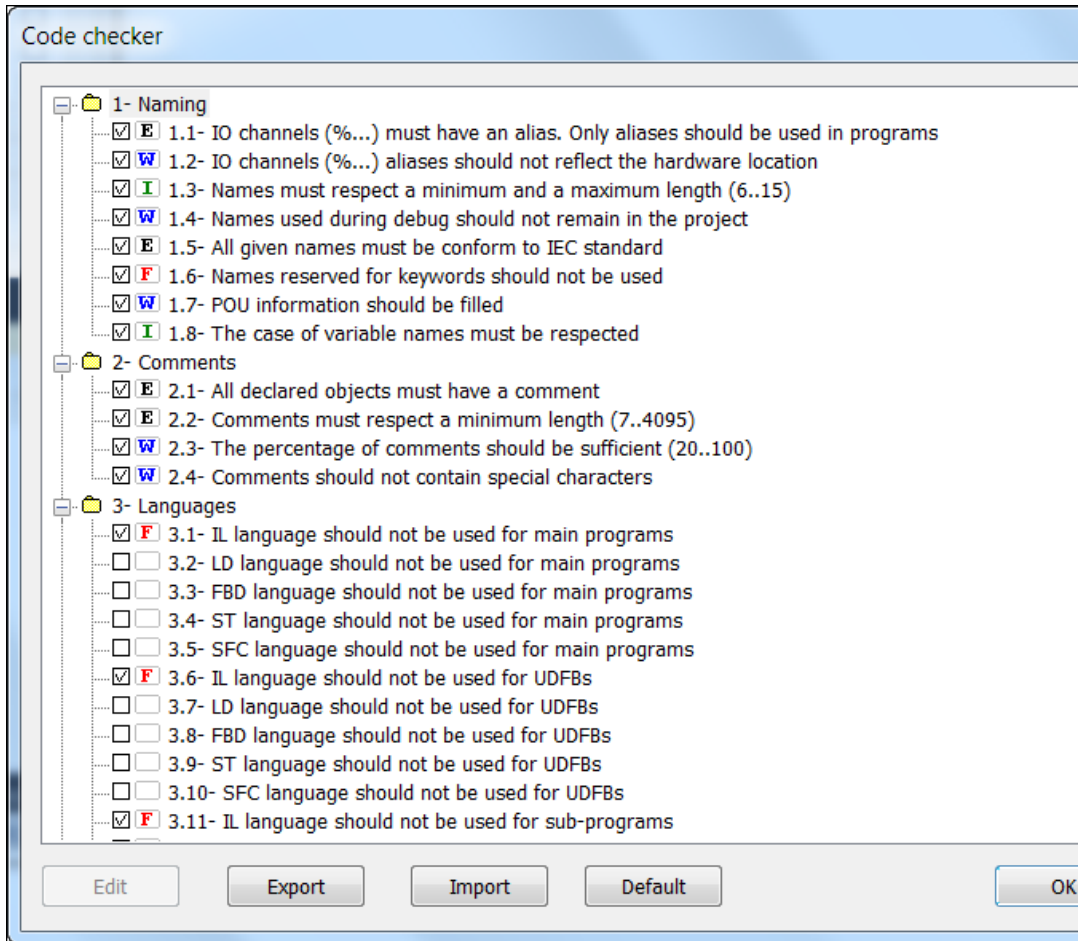 Code checker
1- Naming
E 1.1- IO channels (%...) must have an alias. Only aliases should be used in programs
W 1.2- IO channels (%...) aliases should not reflect the hardware location
I 1.3- Names must respect a minimum and a maximum length (6..15)
W 1.4- Names used during debug should not remain in the project
E 1.5- All given names must be conform to IEC standard
F 1.6- Names reserved for keywords should not be used
W 1.7- POU information should be filled
I 1.8- The case of variable names must be respected
2- Comments
E 2.1- All declared objects must have a comment
E 2.2- Comments must respect a minimum length (7..4095)
W 2.3- The percentage of comments should be sufficient (20..100)
W 2.4- Comments should not contain special characters
3- Languages
F 3.1- IL language should not be used for main programs
3.2- LD language should not be used for main programs
3.3- FBD language should not be used for main programs
3.4- ST language should not be used for main programs
3.5- SFC language should not be used for main programs
F 3.6- IL language should not be used for UDFBs
3.7- LD language should not be used for UDFBs
3.8- FBD language should not be used for UDFBs
3.9- ST language should not be used for UDFBs
3.10- SFC language should not be used for UDFBs
F 3.11- IL language should not be used for sub-programs
Edit Export Import Default OK